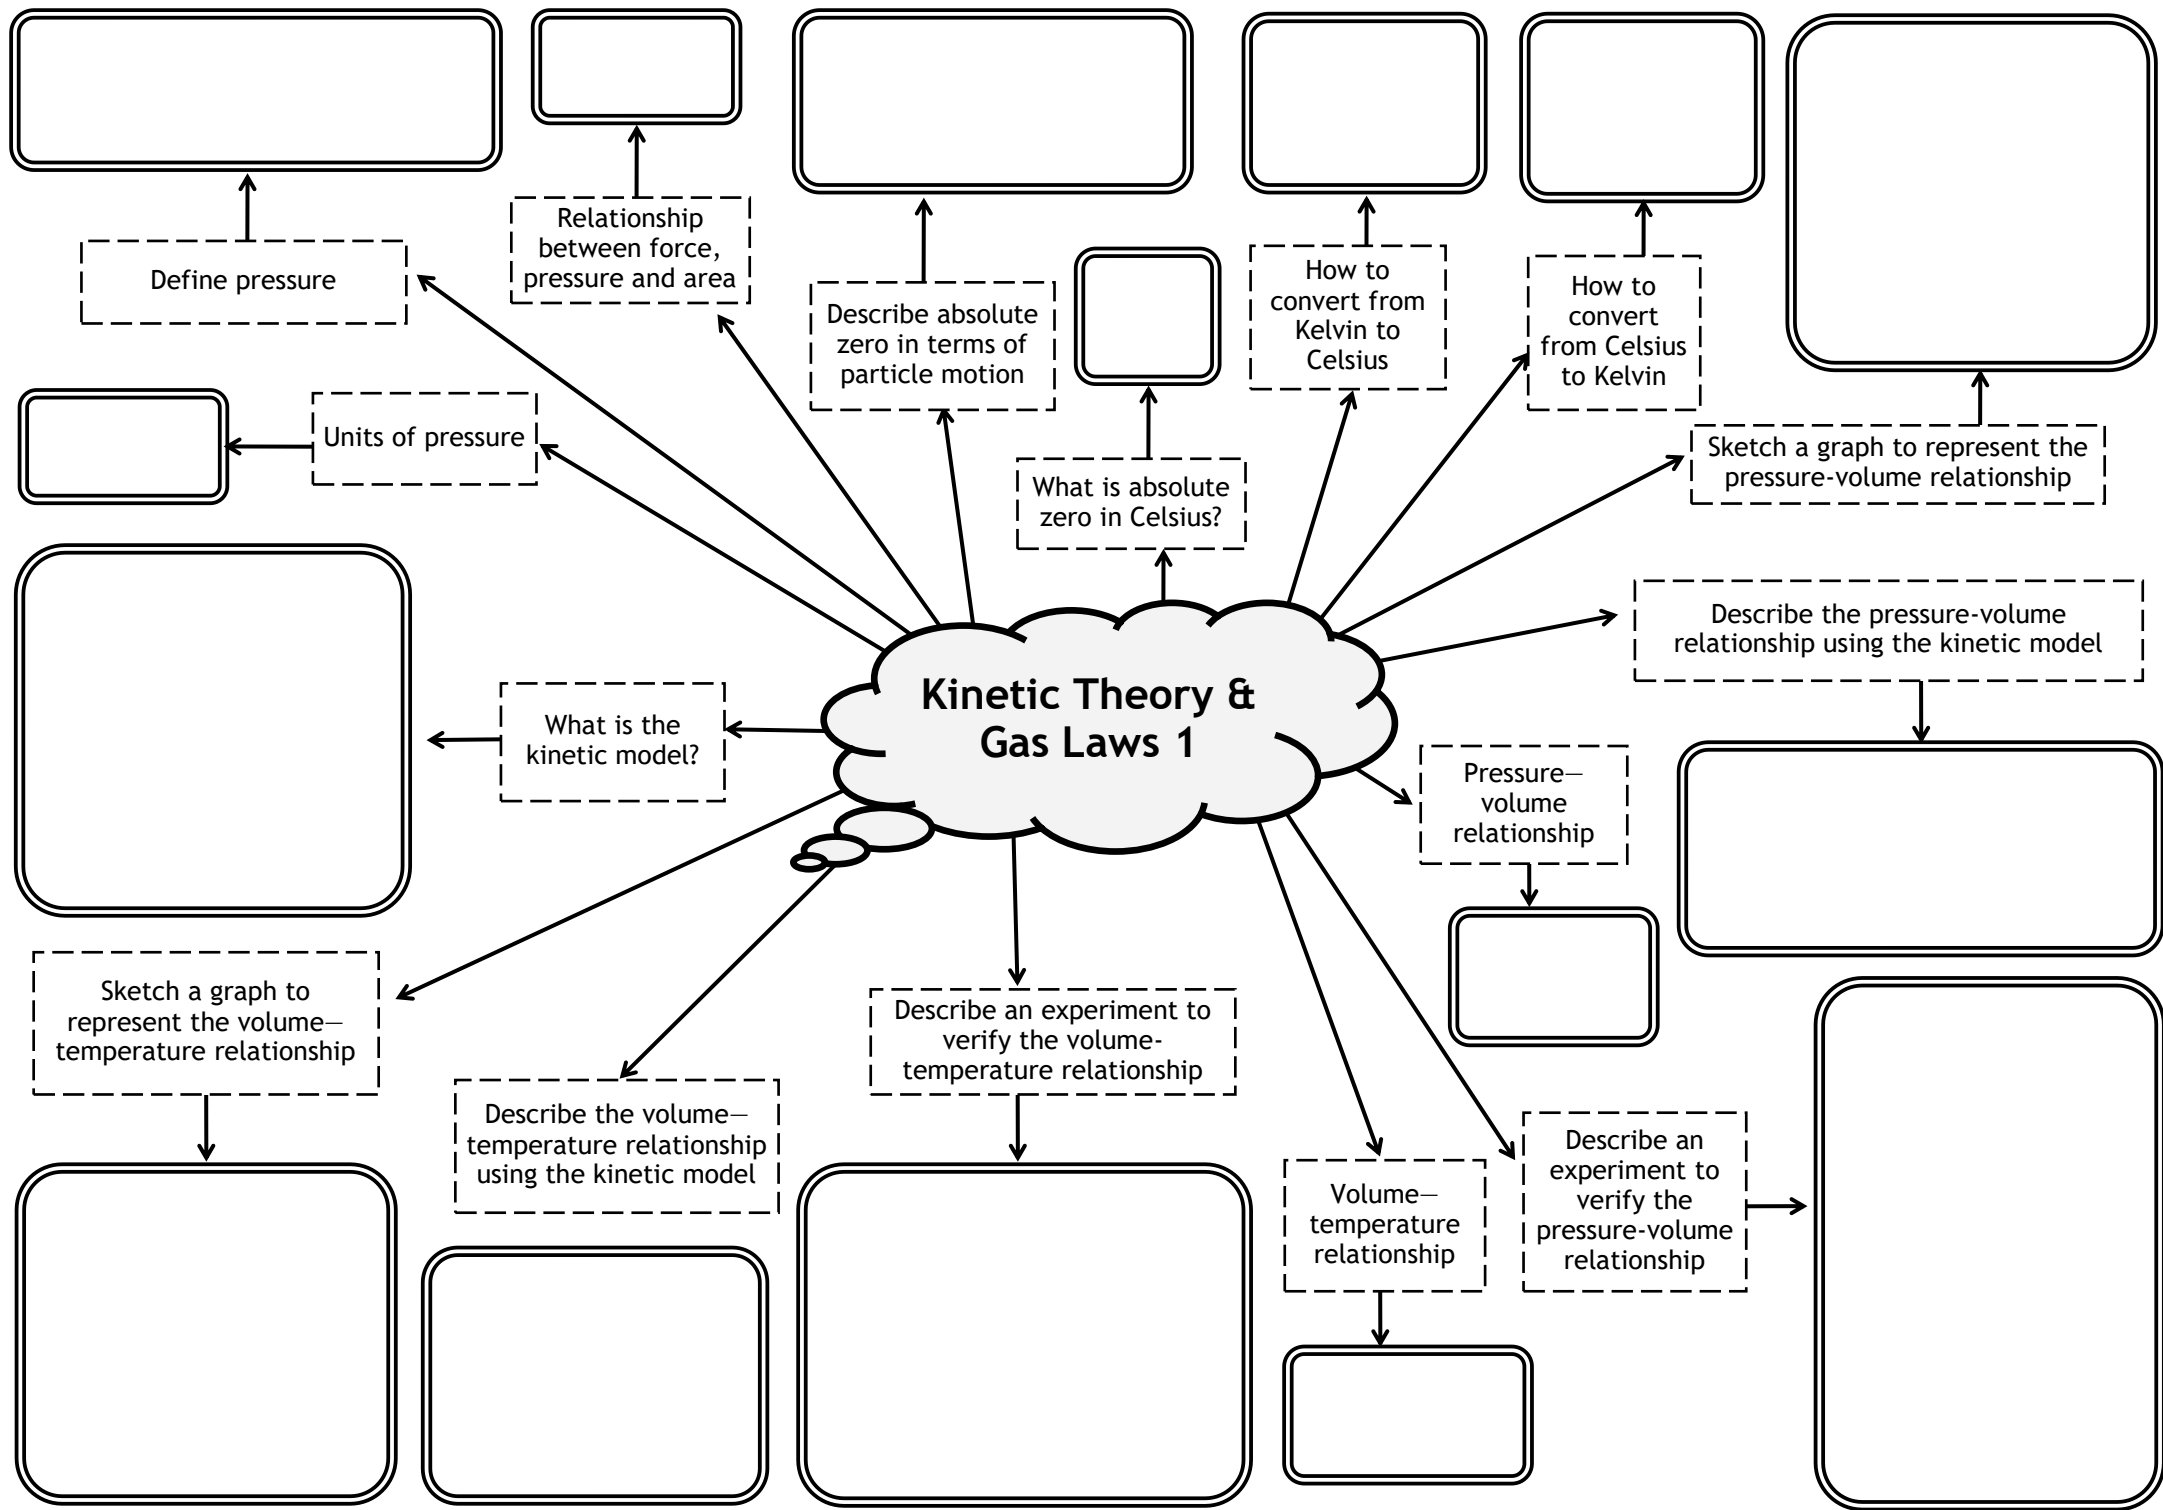 Define pressure
Relationship
between force,
pressure and area
Describe absolute
zero in terms of
particle motion
How to
convert from
Kelvin to
Celsius
How to
convert
from Celsius
to Kelvin
Units of pressure
What is absolute
zero in Celsius?
Sketch a graph to represent the
pressure-volume relationship
Describe the pressure-volume
relationship using the kinetic model
Kinetic Theory &
Gas Laws 1
What is the
kinetic model?
Pressure—
volume
relationship
Sketch a graph to
represent the volume—
temperature relationship
Describe the volume—
temperature relationship
using the kinetic model
Describe an experiment to
verify the volume-
temperature relationship
Volume—
temperature
relationship
Describe an
experiment to
verify the
pressure-volume
relationship